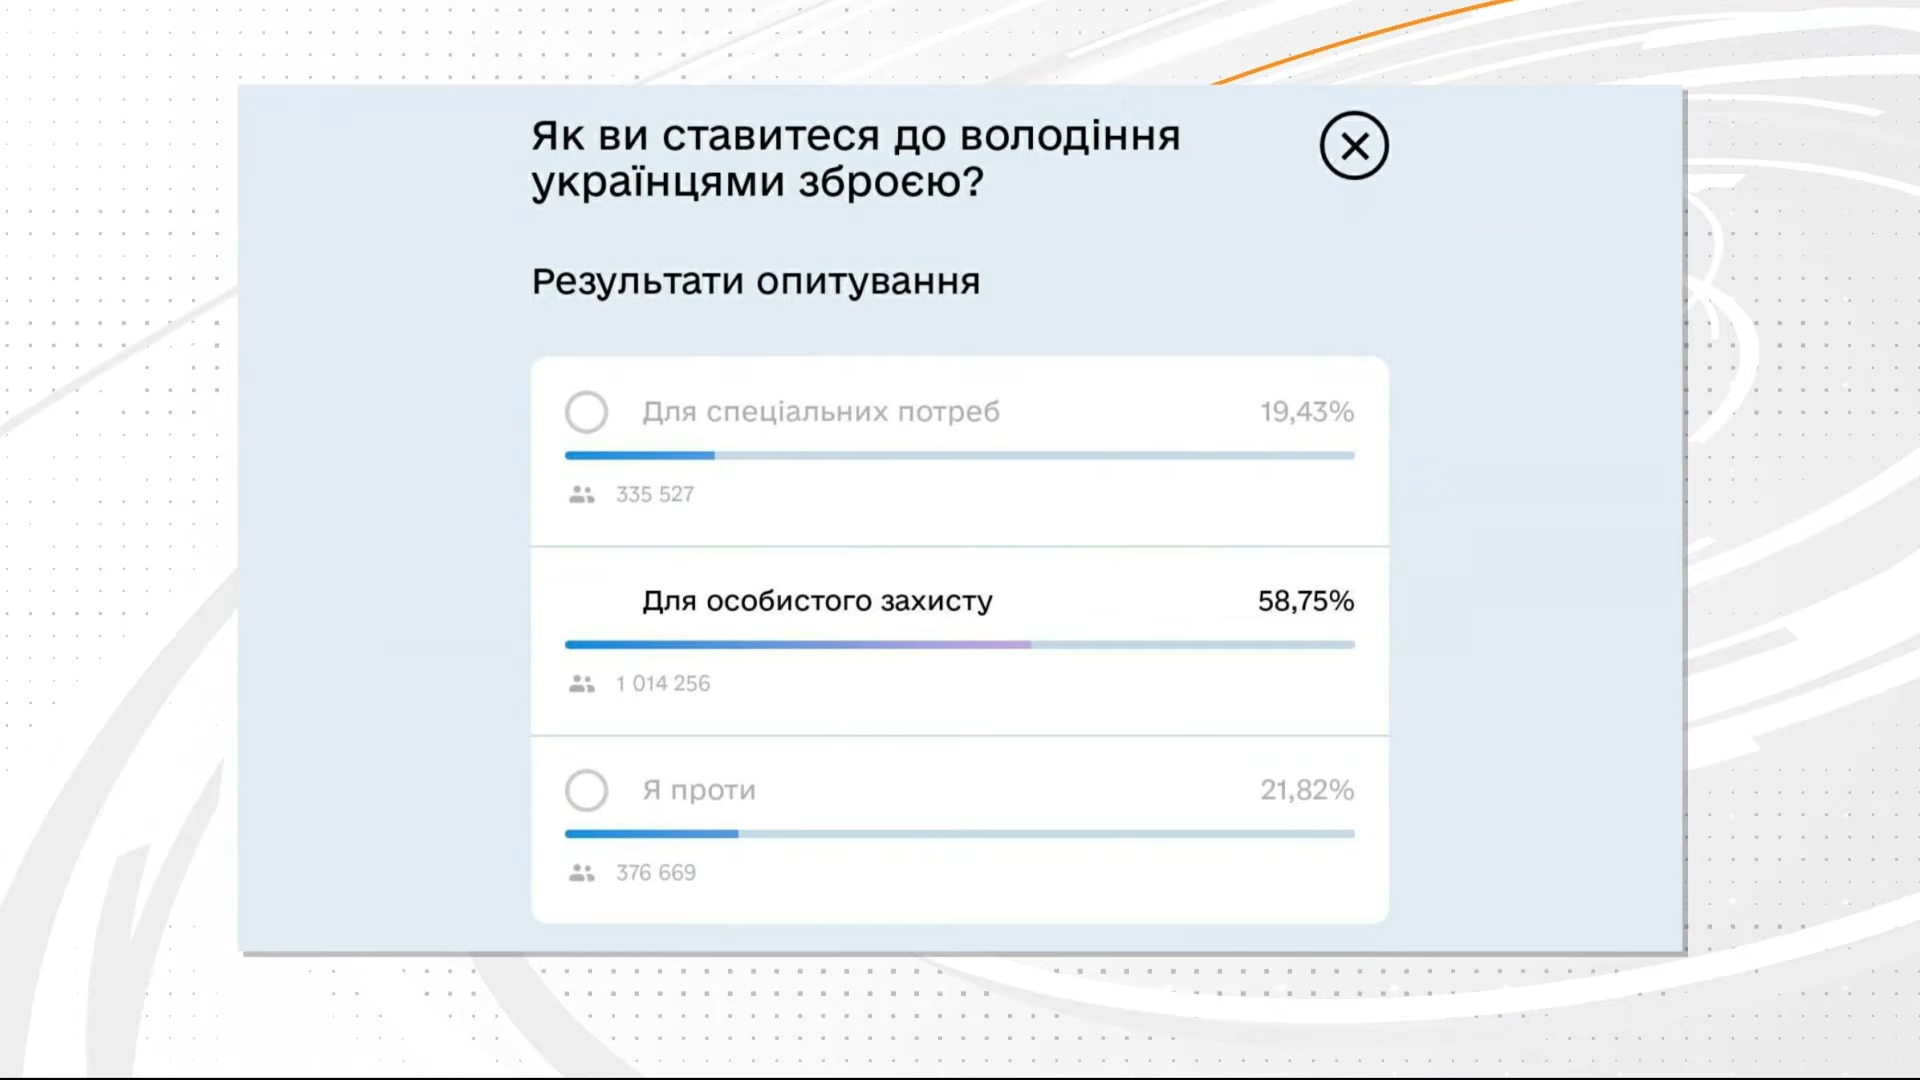 Як ви ставитеся до володіння
українцями зброєю?
Результати опитування
Для спеціальних потреб 19,43%
335 527
Для особистого захисту 58,75%
1 014 256
Я проти 21,82%
376 669